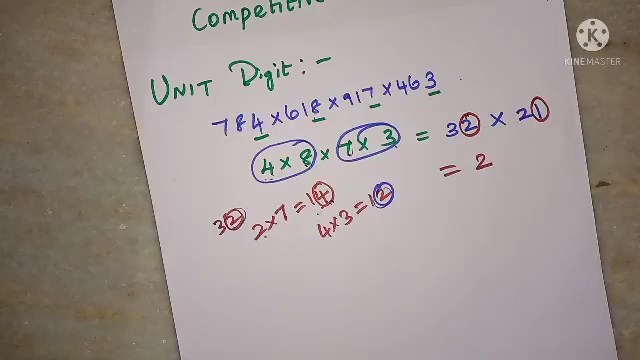 Competitive
UNIT Digit :-
784 × 618 × 917 × 463
4 × 8 × 7 × 3 = 32 × 21
= 2
32 2×7 = 14 4×3 = 12
K
KINEMASTER